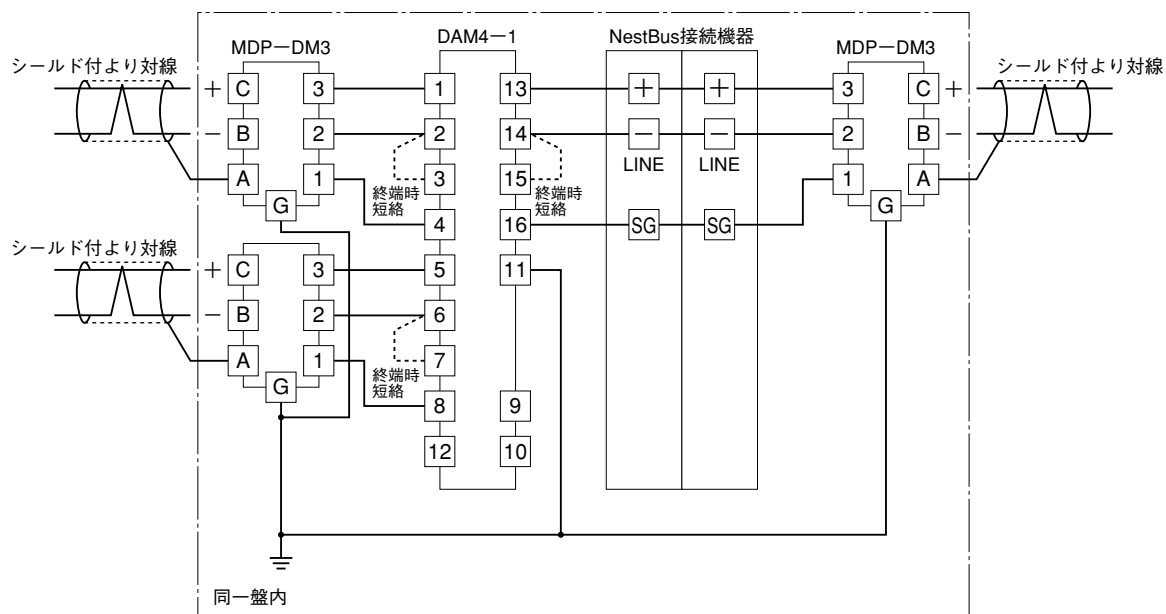 MDP－DM3
DAM4－1
NestBus接続機器
MDP－DM3
シールド付より対線
シールド付より対線
＋ C 3 1 13 ＋ ＋ 3 C ＋
－ B 2 2 14 － － 2 B －
LINE LINE
A 1 3 15 1 A
終端時
短絡
終端時
短絡
G 4 16 SG SG G
シールド付より対線
＋ C 3 5 11
－ B 2 6
A 1 7
終端時
短絡
G 8 9
12 10
同一盤内